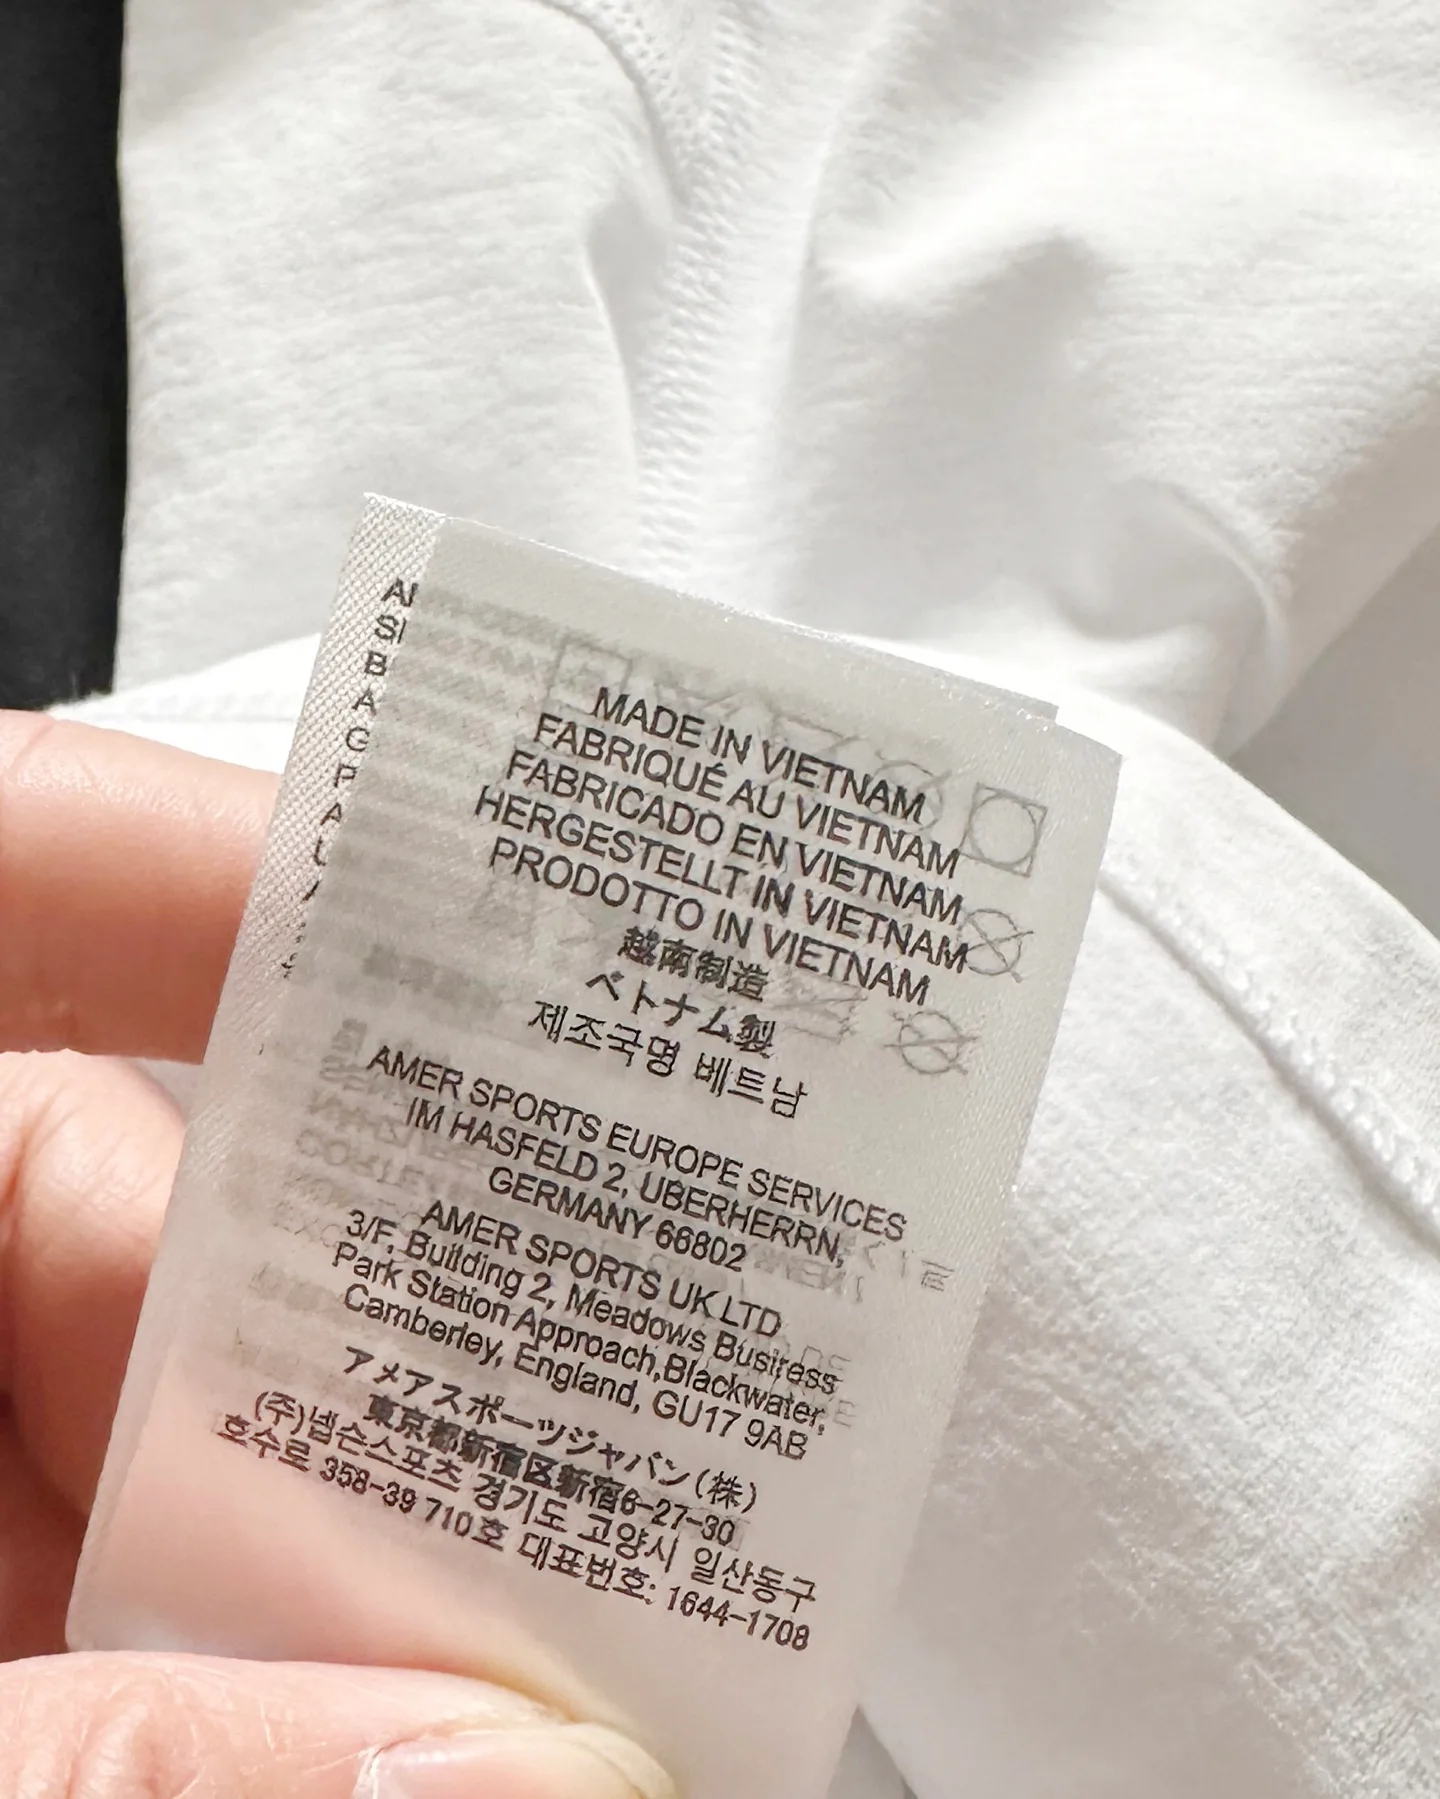 MADE IN VIETNAM
FABRIQUÉ AU VIETNAM
FABRICADO EN VIETNAM
HERGESTELLT IN VIETNAM
PRODOTTO IN VIETNAM
越南制造
ベトナム製
제조국명 베트남
AMER SPORTS EUROPE SERVICES
IM HASFELD 2, UBERHERRN,
GERMANY 66802
AMER SPORTS UK LTD
3/F, Building 2, Meadows Business
Park Station Approach,Blackwater,
Camberley, England, GU17 9AB
アメアスポーツジャパン(株)
東京都新宿区新宿6-27-30
(주)넬슨스포츠 경기도 고양시 일산동구
호수로 358-39 710호 대표번호: 1644-1708